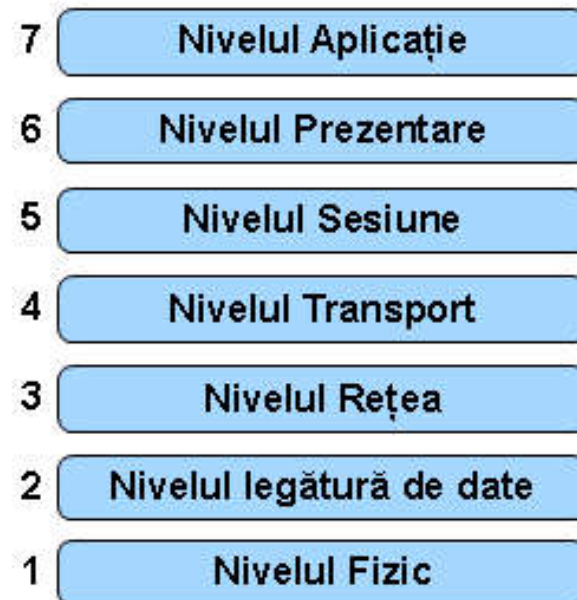 7 Nivelul Aplicație
6 Nivelul Prezentare
5 Nivelul Sesiune
4 Nivelul Transport
3 Nivelul Rețea
2 Nivelul legătură de date
1 Nivelul Fizic